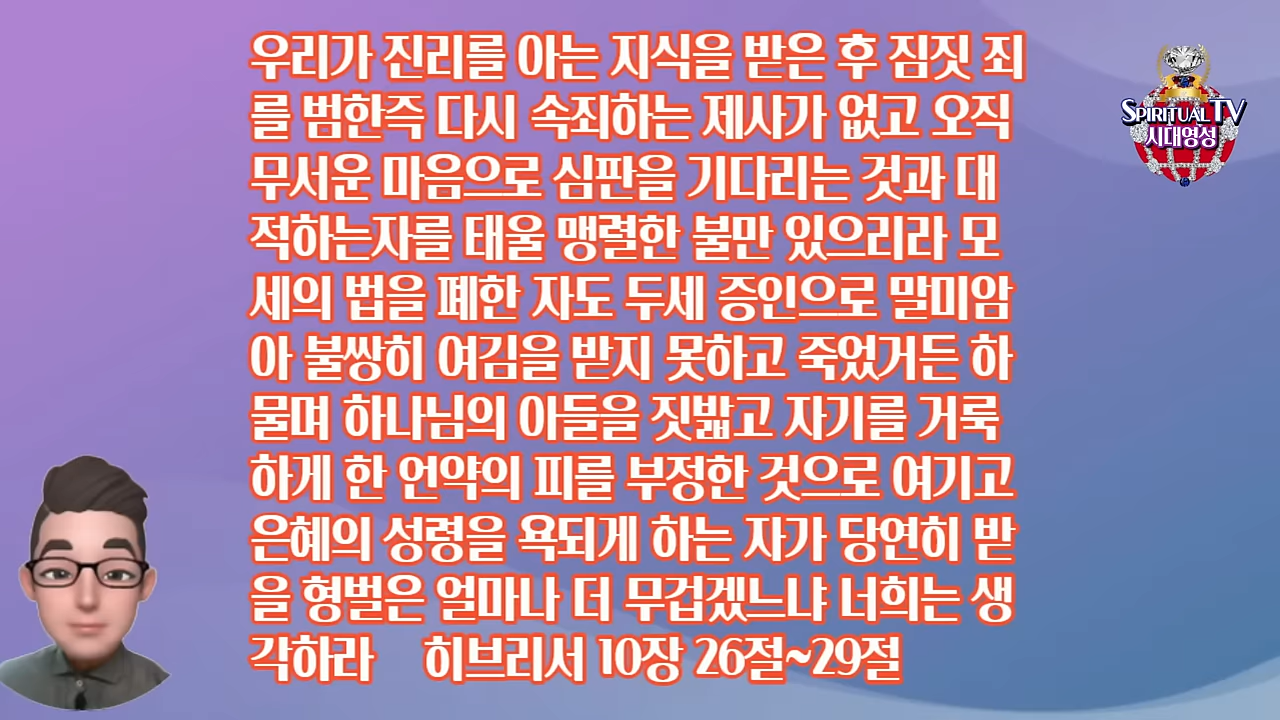 우리가 진리를 아는 지식을 받은 후 짐짓 죄
를 범한즉 다시 속죄하는 제사가 없고 오직
무서운 마음으로 심판을 기다리는 것과 대
적하는자를 태울 맹렬한 불만 있으리라 모
세의 법을 폐한 자도 두세 증인으로 말미암
아 불쌍히 여김을 받지 못하고 죽었거든 하
물며 하나님의 아들을 짓밟고 자기를 거룩
하게 한 언약의 피를 부정한 것으로 여기고
은혜의 성령을 욕되게 하는 자가 당연히 받
을 형벌은 얼마나 더 무겁겠느냐 너희는 생
각하라 히브리서 10장 26절~29절
SPIRITUAL TV
시대영성